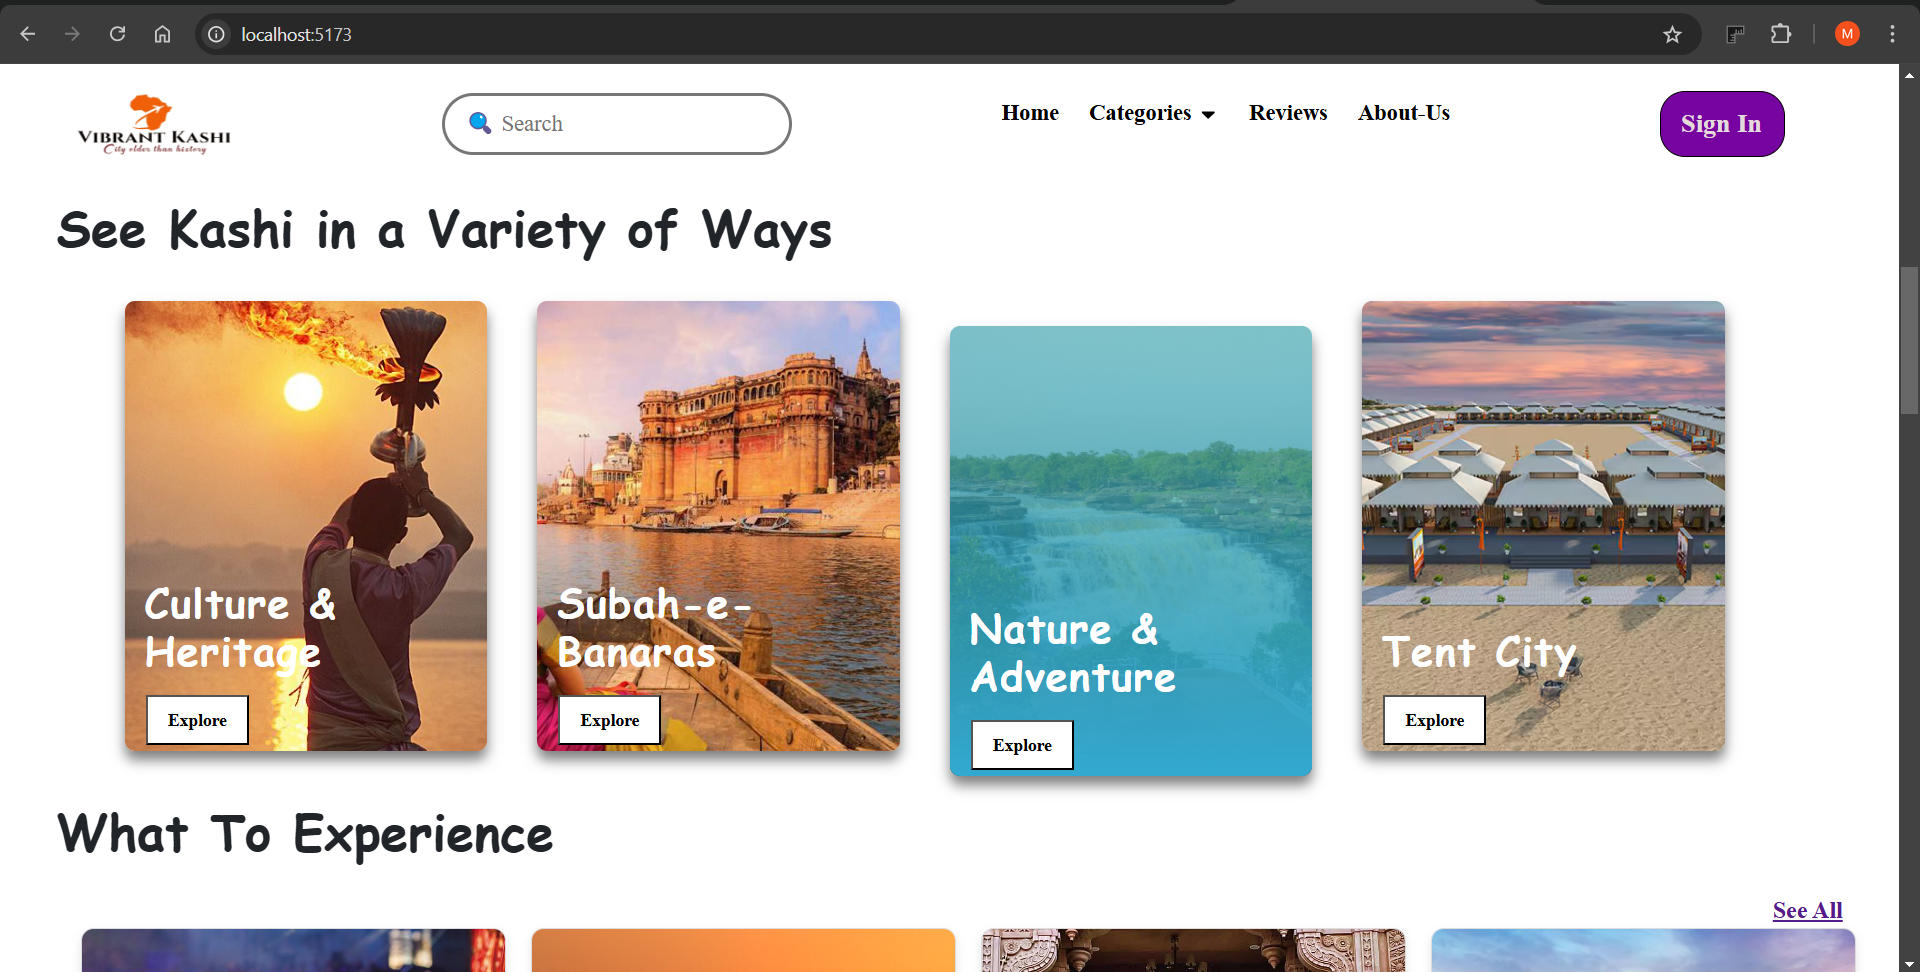 localhost:5173
M
VIBRANT KASHI
City older than history
Search
Home
Categories
Reviews
About-Us
Sign In
See Kashi in a Variety of Ways
Culture &
Heritage
Explore
Subah-e-
Banaras
Explore
Nature &
Adventure
Explore
Tent City
Explore
What To Experience
See All